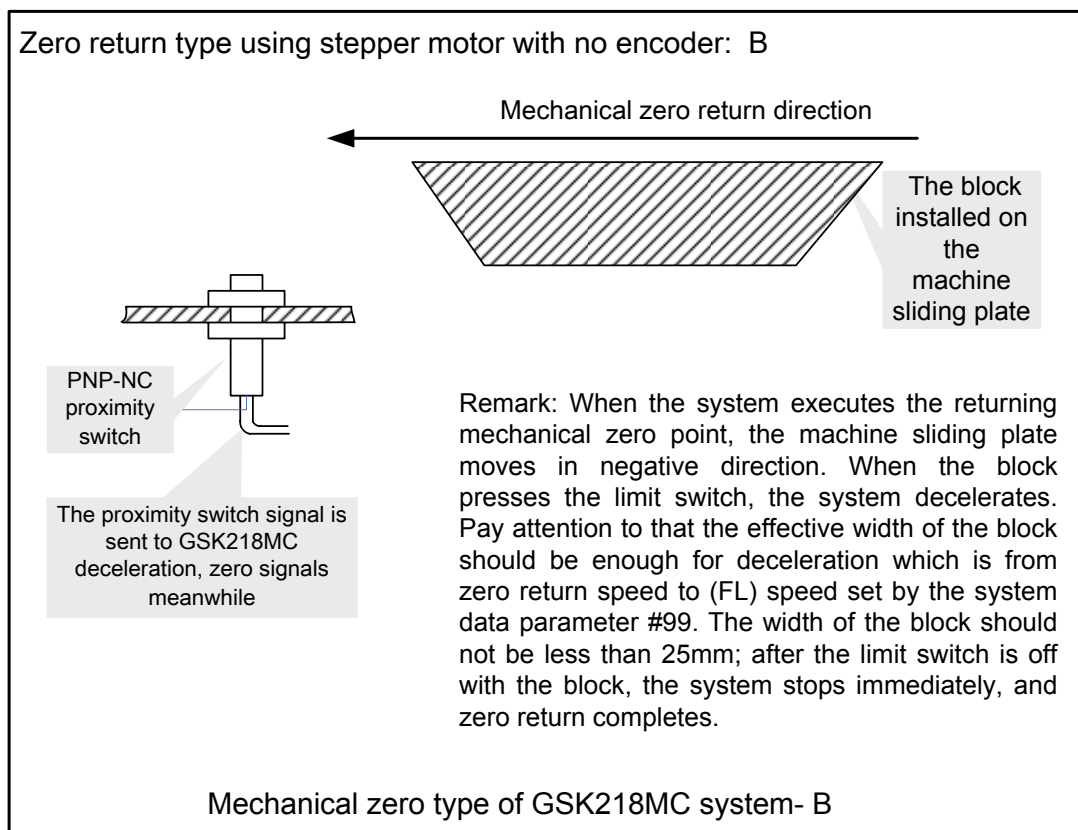 Zero return type using stepper motor with no encoder:  B
Mechanical zero return direction
The block
installed on
the
machine
sliding plate
PNP-NC
proximity
switch
The proximity switch signal is
sent to GSK218MC
deceleration, zero signals
meanwhile
Remark: When the system executes the returning
mechanical zero point, the machine sliding plate
moves in negative direction. When the block
presses the limit switch, the system decelerates.
Pay attention to that the effective width of the block
should be enough for deceleration which is from
zero return speed to (FL) speed set by the system
data parameter #99. The width of the block should
not be less than 25mm; after the limit switch is off
with the block, the system stops immediately, and
zero return completes.
Mechanical zero type of GSK218MC system- B